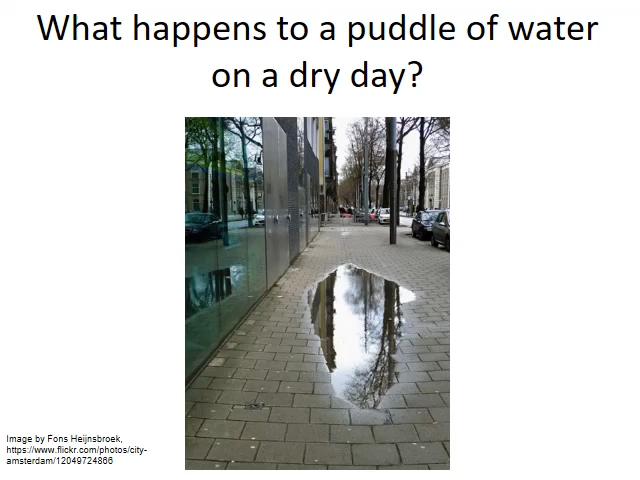 What happens to a puddle of water
on a dry day?
Image by Fons Heijnsbroek,
https://www.flickr.com/photos/city-
amsterdam/12049724866